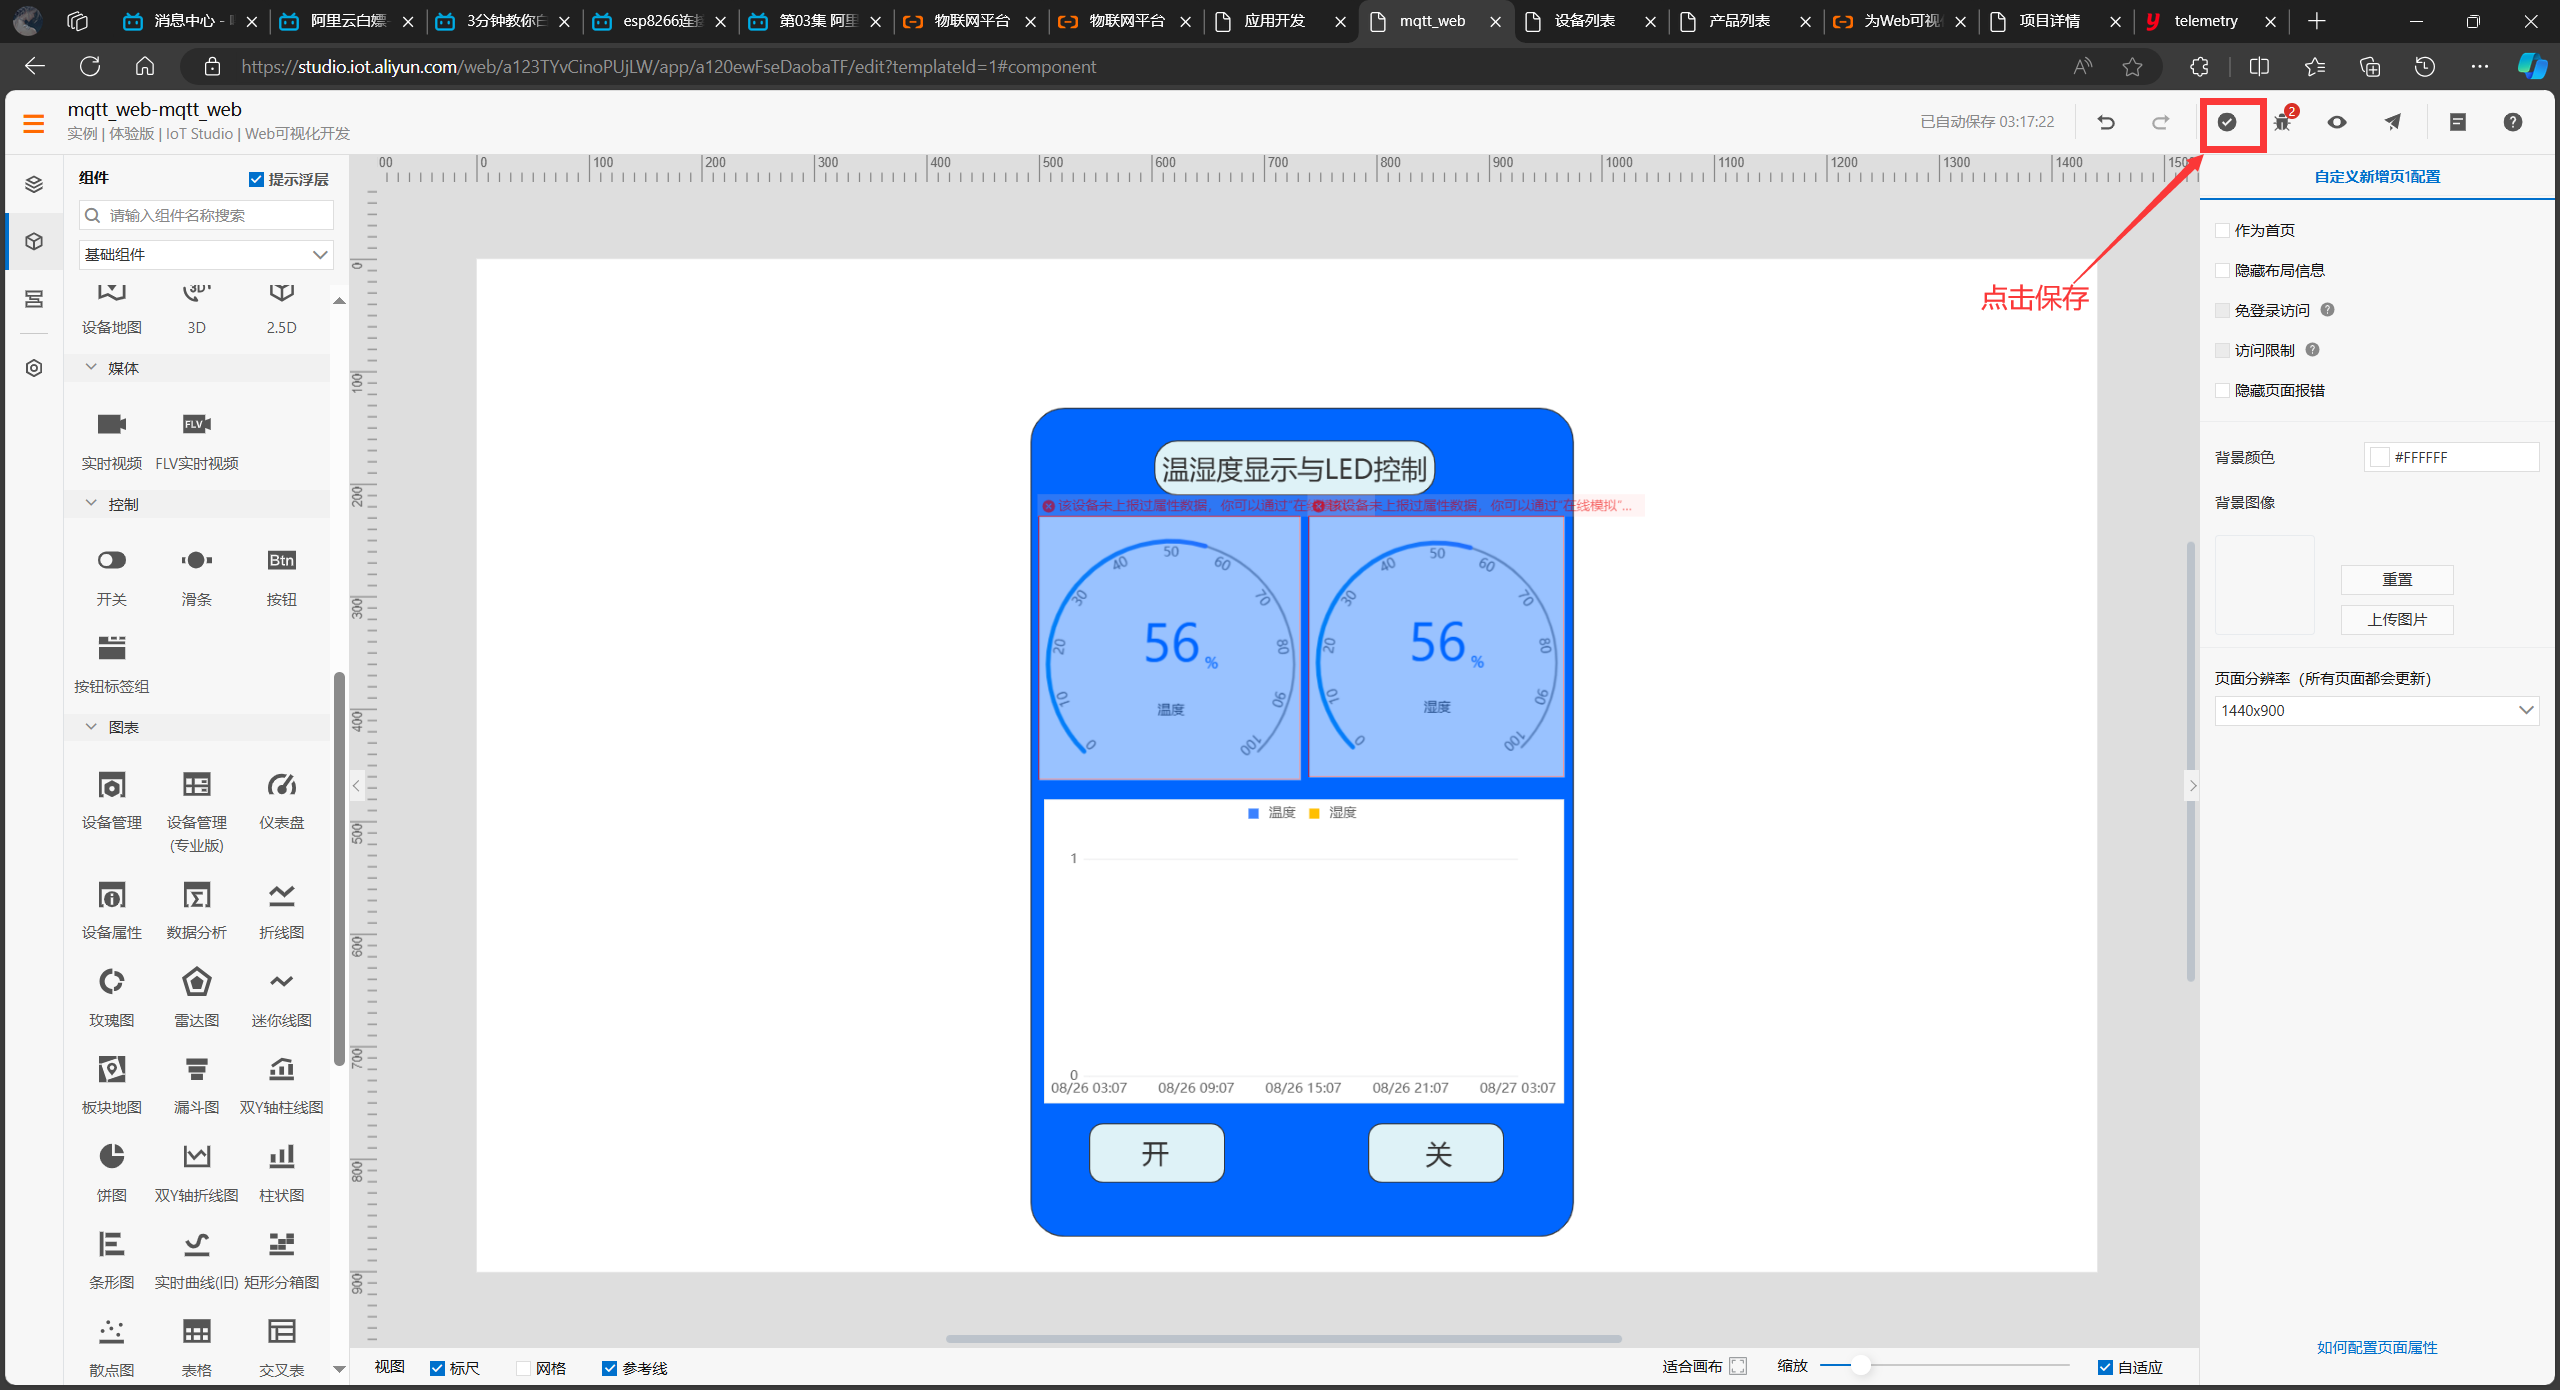 消息中心 -
阿里云白嫖
3分钟教你白
esp8266连接
第03集 阿里
物联网平台
物联网平台
应用开发
mqtt_web
设备列表
产品列表
为Web可视
项目详情
telemetry
https://studio.iot.aliyun.com/web/a123TYvCinoPUjLW/app/a120ewFseDaobaTF/edit?templateId=1#component
mqtt_web-mqtt_web
实例 | 体验版 | IoT Studio | Web可视化开发
已自动保存 03:17:22
2
组件
提示浮层
请输入组件名称搜索
基础组件
设备地图
3D
2.5D
媒体
FLV
实时视频
FLV实时视频
控制
Btn
开关
滑条
按钮
按钮标签组
图表
设备管理
设备管理
(专业版)
仪表盘
设备属性
数据分析
折线图
玫瑰图
雷达图
迷你线图
板块地图
漏斗图
双Y轴柱线图
饼图
双Y轴折线图
柱状图
条形图
实时曲线(旧)
矩形分箱图
散点图
表格
交叉表
00
0
100
200
300
400
500
600
700
800
900
1000
1100
1200
1300
1400
1500
0
100
200
300
400
500
600
700
800
900
点击保存
温湿度显示与LED控制
该设备未上报过属性数据，你可以通过"在线
该设备未上报过属性数据，你可以通过"在线模拟"...
0
10
20
30
40
50
60
70
80
90
100
56
%
温度
0
10
20
30
40
50
60
70
80
90
100
56
%
湿度
温度
湿度
1
0
08/26 03:07
08/26 09:07
08/26 15:07
08/26 21:07
08/27 03:07
开
关
自定义新增页1配置
作为首页
隐藏布局信息
免登录访问
访问限制
隐藏页面报错
背景颜色
#FFFFFF
背景图像
重置
上传图片
页面分辨率（所有页面都会更新）
1440x900
如何配置页面属性
视图
标尺
网格
参考线
适合画布
缩放
自适应